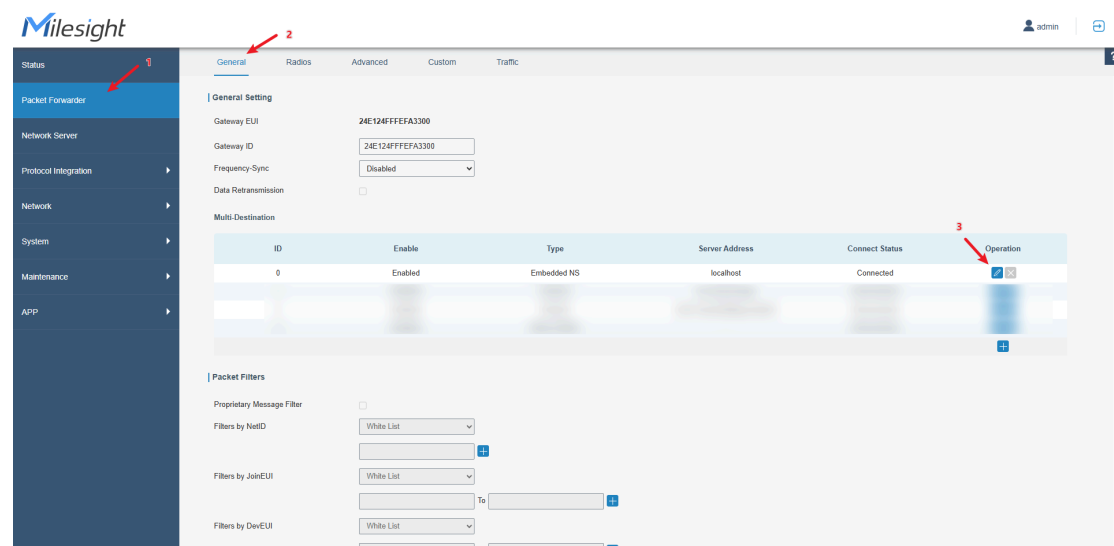 Milesight
admin
2
1
Status
Packet Forwarder
Network Server
Protocol Integration
Network
System
Maintenance
APP
General Radios Advanced Custom Traffic
?
General Setting
Gateway EUI 24E124FFFEFA3300
Gateway ID 24E124FFFEFA3300
Frequency-Sync Disabled
Data Retransmission
Multi-Destination
3
ID Enable Type Server Address Connect Status Operation
0 Enabled Embedded NS localhost Connected
Packet Filters
Proprietary Message Filter
Filters by NetID White List
Filters by JoinEUI White List
To
Filters by DevEUI White List